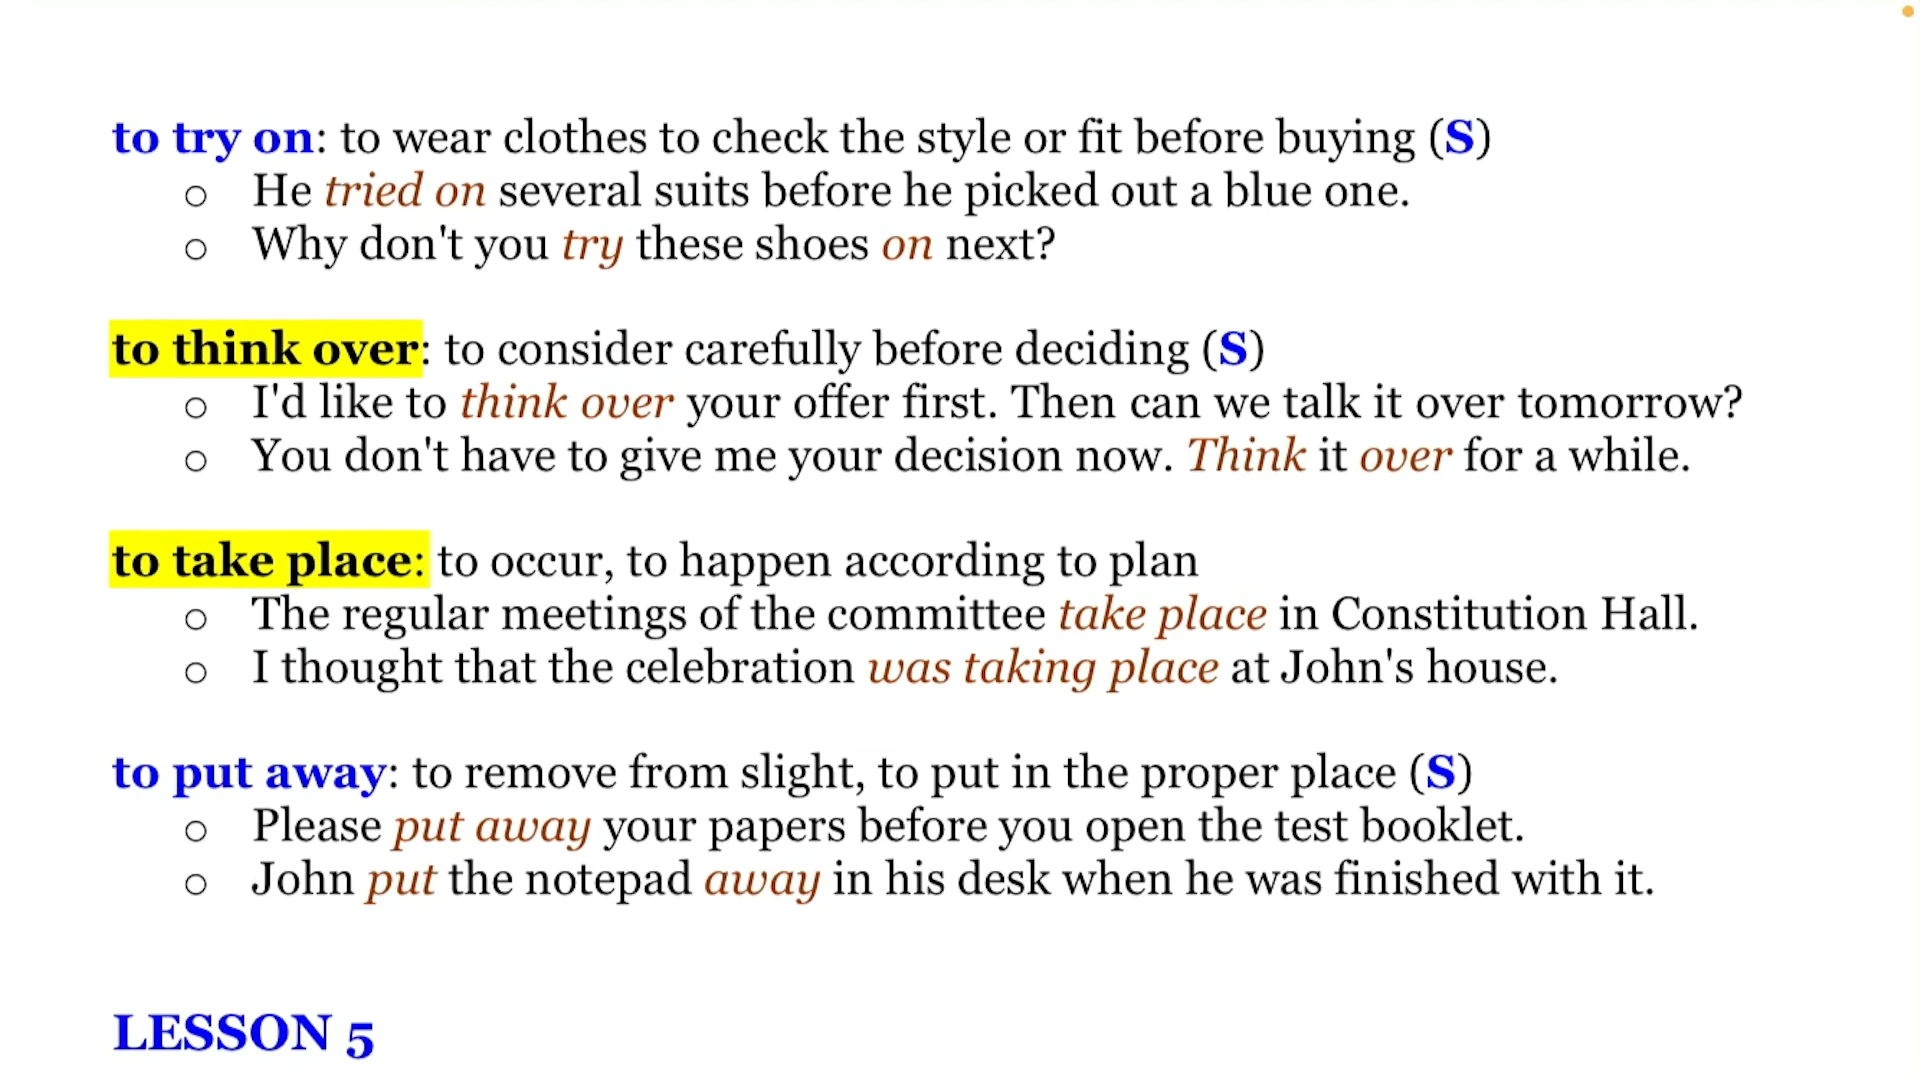 to try on: to wear clothes to check the style or fit before buying (S)
o He tried on several suits before he picked out a blue one.
o Why don't you try these shoes on next?
to think over: to consider carefully before deciding (S)
o I'd like to think over your offer first. Then can we talk it over tomorrow?
o You don't have to give me your decision now. Think it over for a while.
to take place: to occur, to happen according to plan
o The regular meetings of the committee take place in Constitution Hall.
o I thought that the celebration was taking place at John's house.
to put away: to remove from slight, to put in the proper place (S)
o Please put away your papers before you open the test booklet.
o John put the notepad away in his desk when he was finished with it.
LESSON 5